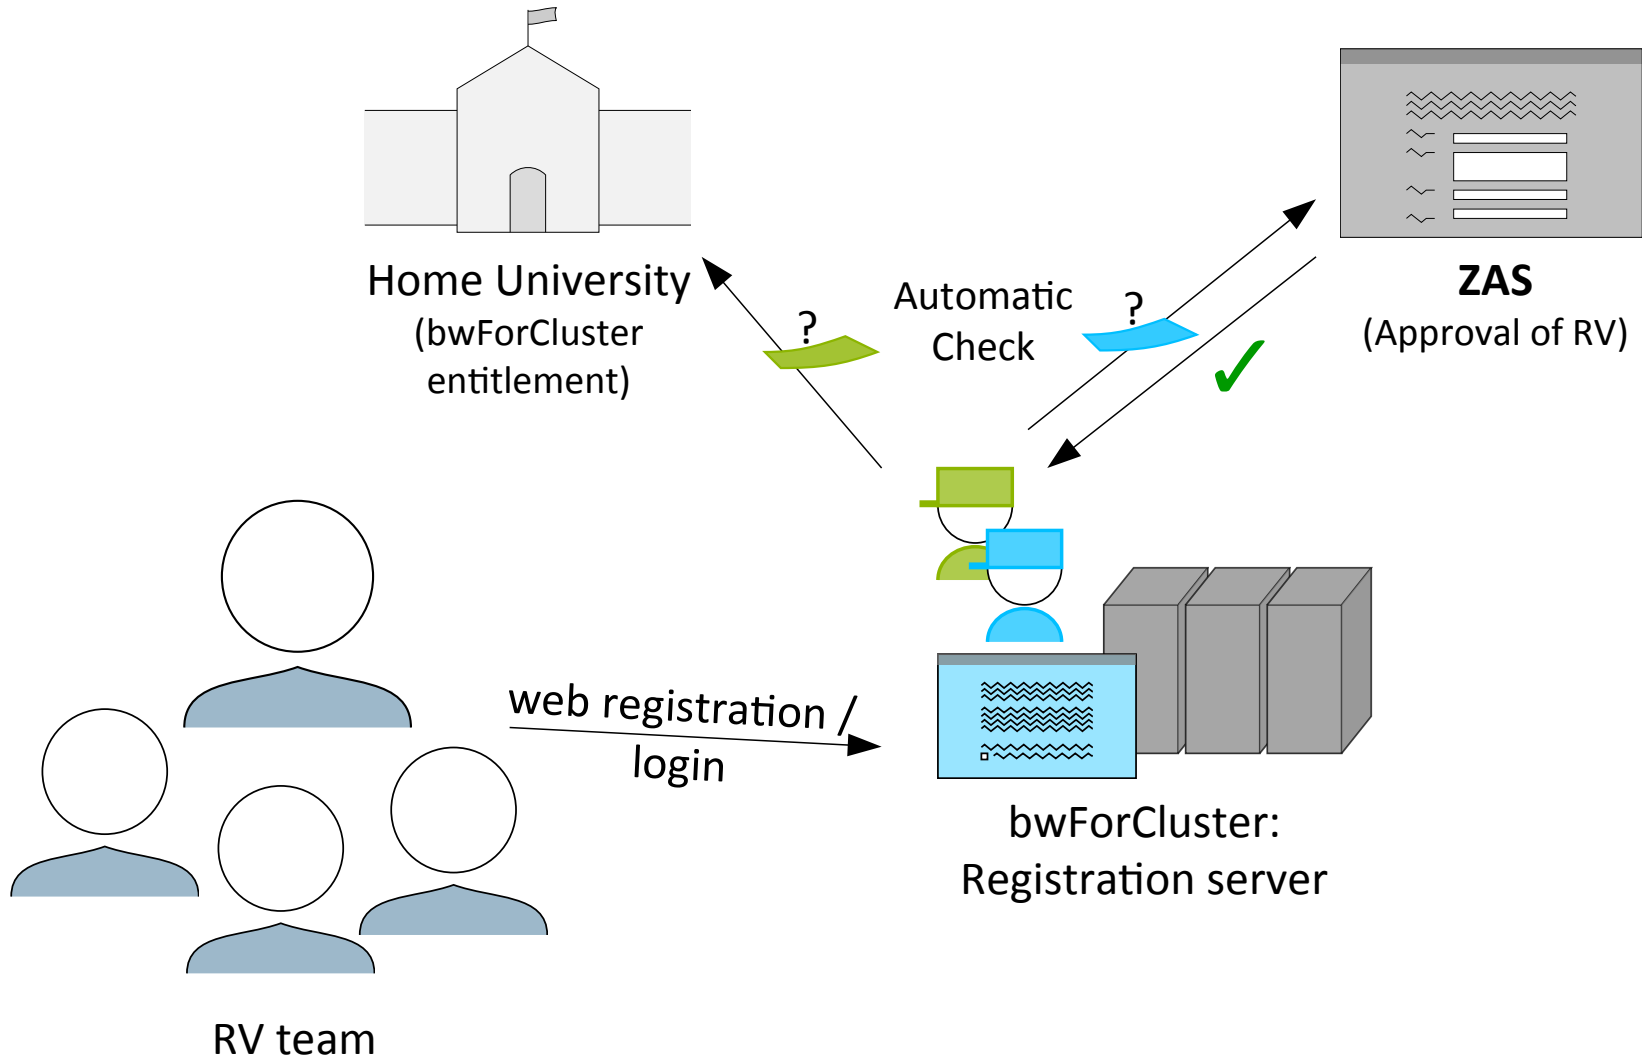 Home University
(bwForCluster
entitlement)
?
Automatic
Check
?
ZAS
(Approval of RV)
web registration /
login
bwForCluster:
Registration server
RV team